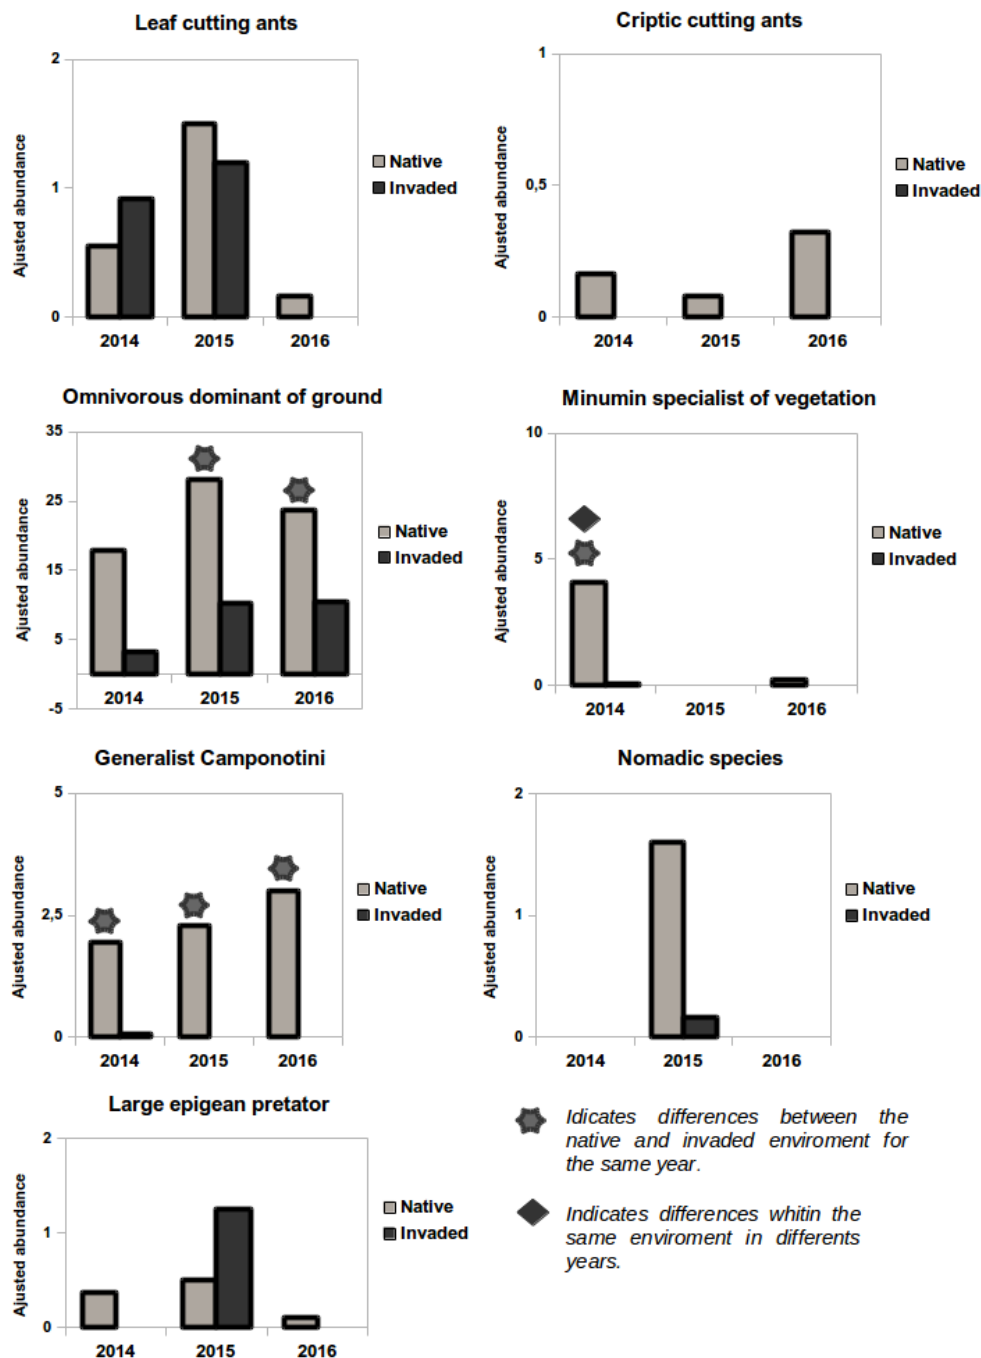 Leaf cutting ants
2
1
0
Ajusted abundance
2014 2015 2016
Native
Invaded
Criptic cutting ants
1
0,5
0
Ajusted abundance
2014 2015 2016
Native
Invaded
Omnivorous dominant of ground
35
25
15
5
-5
Ajusted abundance
2014 2015 2016
Native
Invaded
Minumin specialist of vegetation
10
5
0
Ajusted abundance
2014 2015 2016
Native
Invaded
Generalist Camponotini
5
2,5
0
Ajusted abundance
2014 2015 2016
Native
Invaded
Nomadic species
2
1
0
Ajusted abundance
2014 2015 2016
Native
Invaded
Large epigean pretator
2
1
0
Ajusted abundance
2014 2015 2016
Native
Invaded
Idicates differences between the
native and invaded enviroment for
the same year.
Indicates differences whitin the
same enviroment in differents
years.